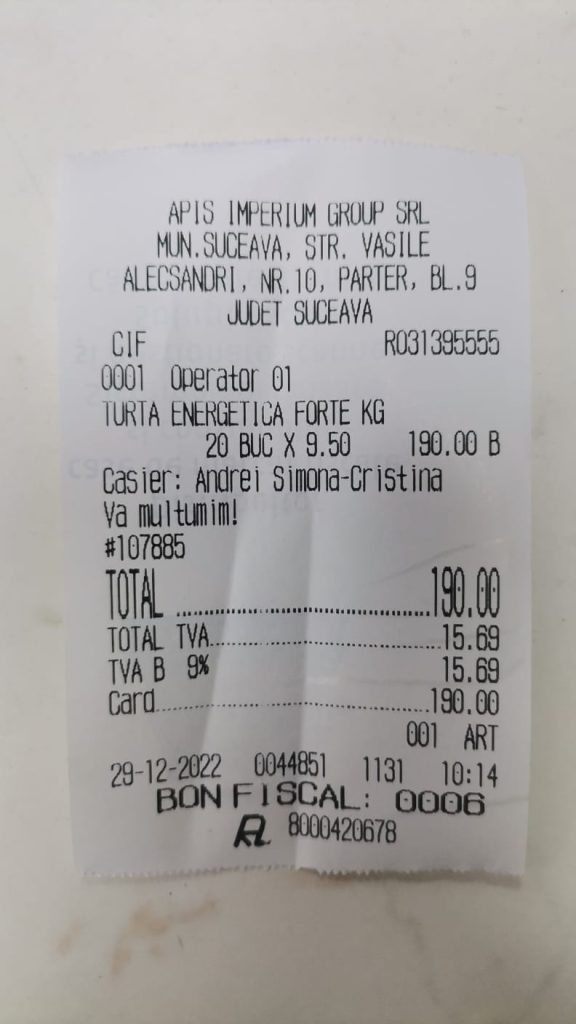 APIS IMPERIUM GROUP SRL
MUN.SUCEAVA, STR. VASILE
ALECSANDRI, NR.10, PARTER, BL.9
JUDET SUCEAVA
CIF RO31395555
0001 Operator 01
TURTA ENERGETICA FORTE KG
20 BUC X 9.50 190.00 B
Casier: Andrei Simona-Cristina
Va multumim!
#107885
TOTAL ..............................190.00
TOTAL TVA..............................15.69
TVA B 9% 15.69
Card..............................190.00
001 ART
29-12-2022 0044851 1131 10:14
BON FISCAL: 0006
8000420678